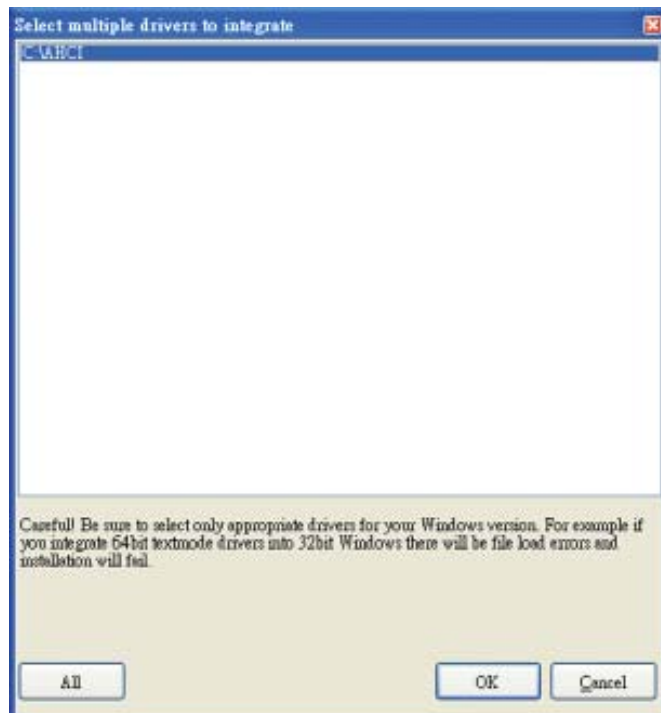 Select multiple drivers to integrate
C:\AHCI
Careful! Be sure to select only appropriate drivers for your Windows version. For example if
you integrate 64bit textmode drivers into 32bit Windows there will be file load errors and
installation will fail.
All
OK
Cancel